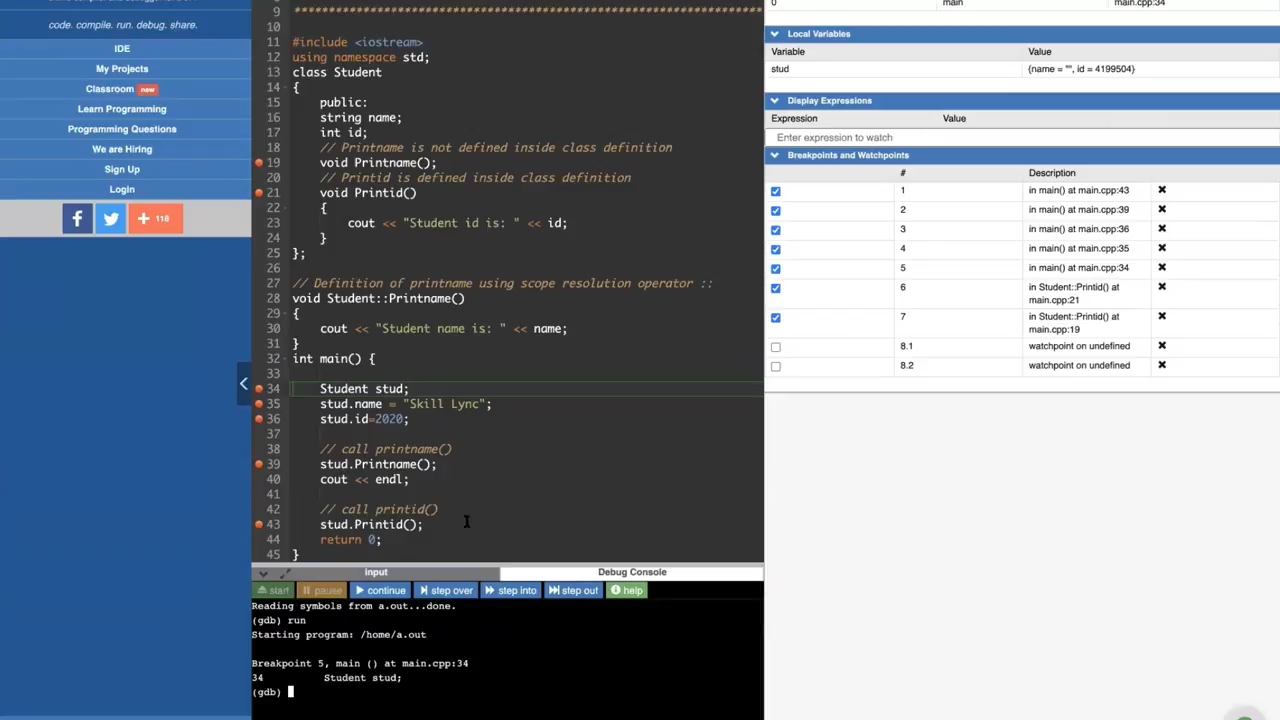 code. compile. run. debug. share.
IDE
My Projects
Classroom new
Learn Programming
Programming Questions
We are Hiring
Sign Up
Login
f
+ 118
9 ******************************************************************************
10
11 #include <iostream>
12 using namespace std;
13 class Student
14 {
15 public:
16 string name;
17 int id;
18 // Printname is not defined inside class definition
19 void Printname();
20 // Printid is defined inside class definition
21 void Printid()
22 {
23 cout << "Student id is: " << id;
24 }
25 };
26
27 // Definition of printname using scope resolution operator ::
28 void Student::Printname()
29 {
30 cout << "Student name is: " << name;
31 }
32 int main() {
33
34 Student stud;
35 stud.name = "Skill Lync";
36 stud.id=2020;
37
38 // call printname()
39 stud.Printname();
40 cout << endl;
41
42 // call printid()
43 stud.Printid();
44 return 0;
45 }
input Debug Console
start pause continue step over step into step out help
Reading symbols from a.out...done.
(gdb) run
Starting program: /home/a.out
Breakpoint 5, main () at main.cpp:34
34 Student stud;
(gdb)
0 main main.cpp:34
Local Variables
Variable Value
stud {name = "", id = 4199504}
Display Expressions
Expression Value
Enter expression to watch
Breakpoints and Watchpoints
# Description
1 in main() at main.cpp:43
2 in main() at main.cpp:39
3 in main() at main.cpp:36
4 in main() at main.cpp:35
5 in main() at main.cpp:34
6 in Student::Printid() at
main.cpp:21
7 in Student::Printid() at
main.cpp:19
8.1 watchpoint on undefined
8.2 watchpoint on undefined